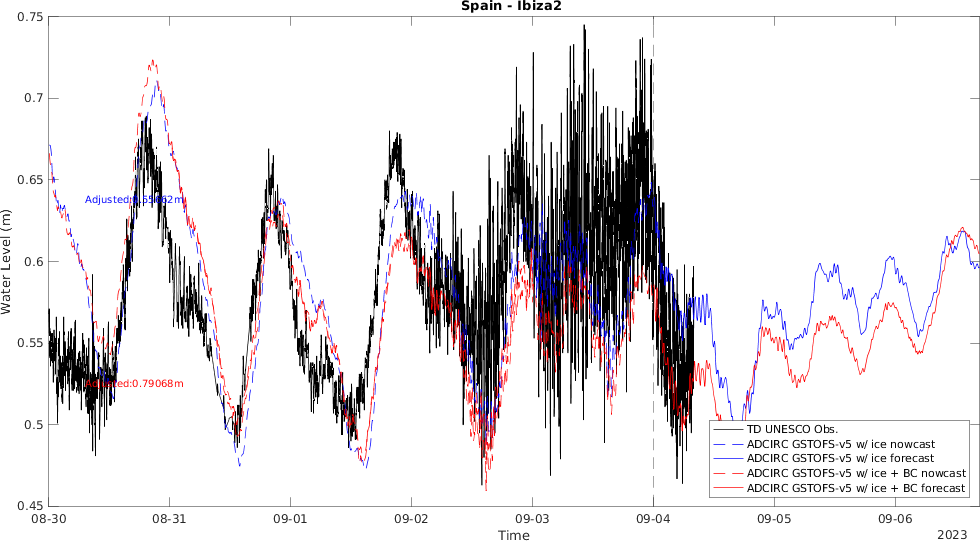 Spain - Ibiza2
0.75
0.7
0.65
0.6
0.55
0.5
0.45
Water Level (m)
Adjusted:0.79068m
08-30
08-31
09-01
09-02
09-03
09-04
09-05
09-06
Time
2023
TD UNESCO Obs.
ADCIRC GSTOFS-v5 w/ ice nowcast
ADCIRC GSTOFS-v5 w/ ice forecast
ADCIRC GSTOFS-v5 w/ ice + BC nowcast
ADCIRC GSTOFS-v5 w/ ice + BC forecast